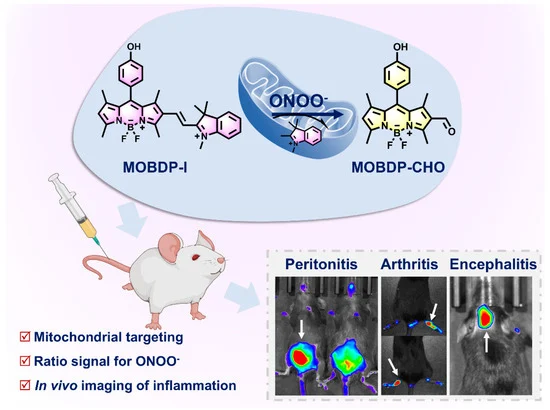 OH
OH
ONOO-
N
B-
N+
F
F
N+
N+
N
B-
N+
F
F
O
MOBDP-I
MOBDP-CHO
Peritonitis Arthritis Encephalitis
Mitochondrial targeting
Ratio signal for ONOO-
In vivo imaging of inflammation